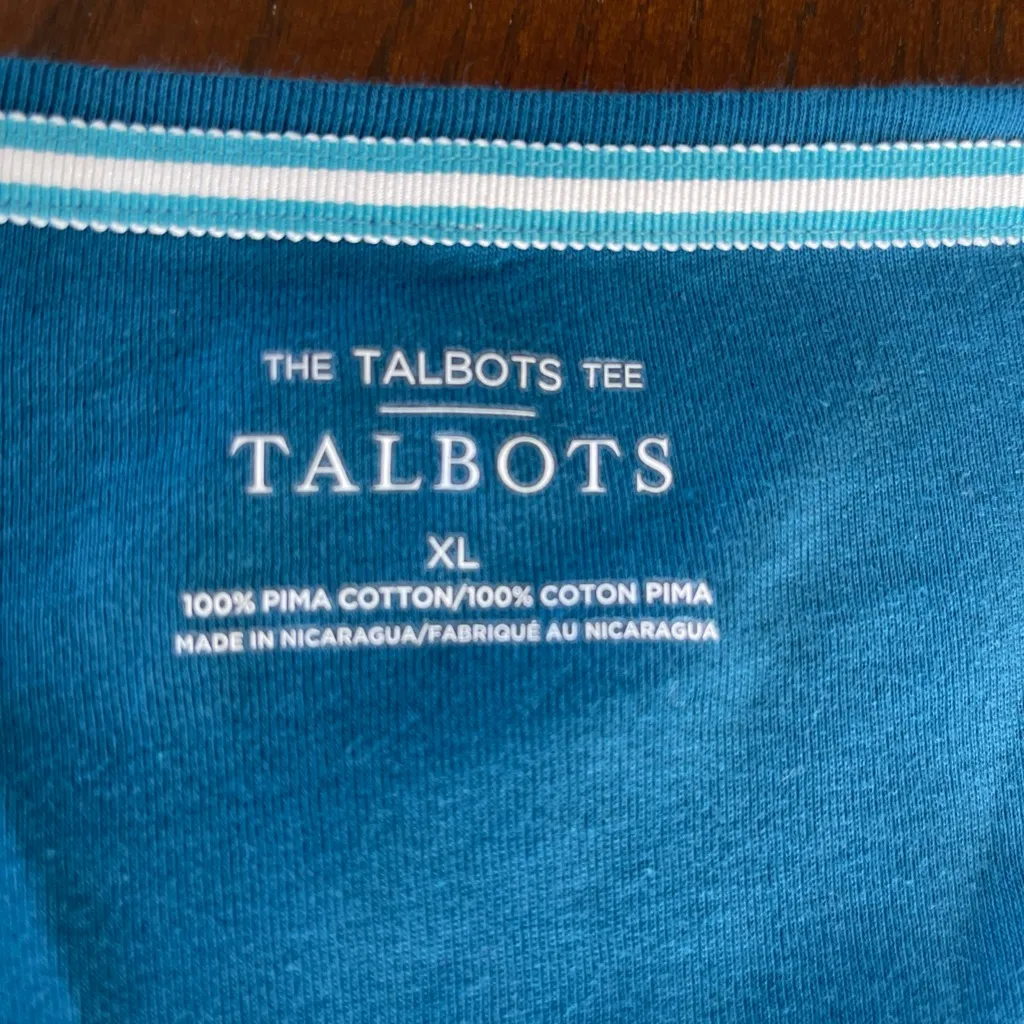 THE TALBOTS TEE
TALBOTS
XL
100% PIMA COTTON/100% COTON PIMA
MADE IN NICARAGUA/FABRIQUÉ AU NICARAGUA